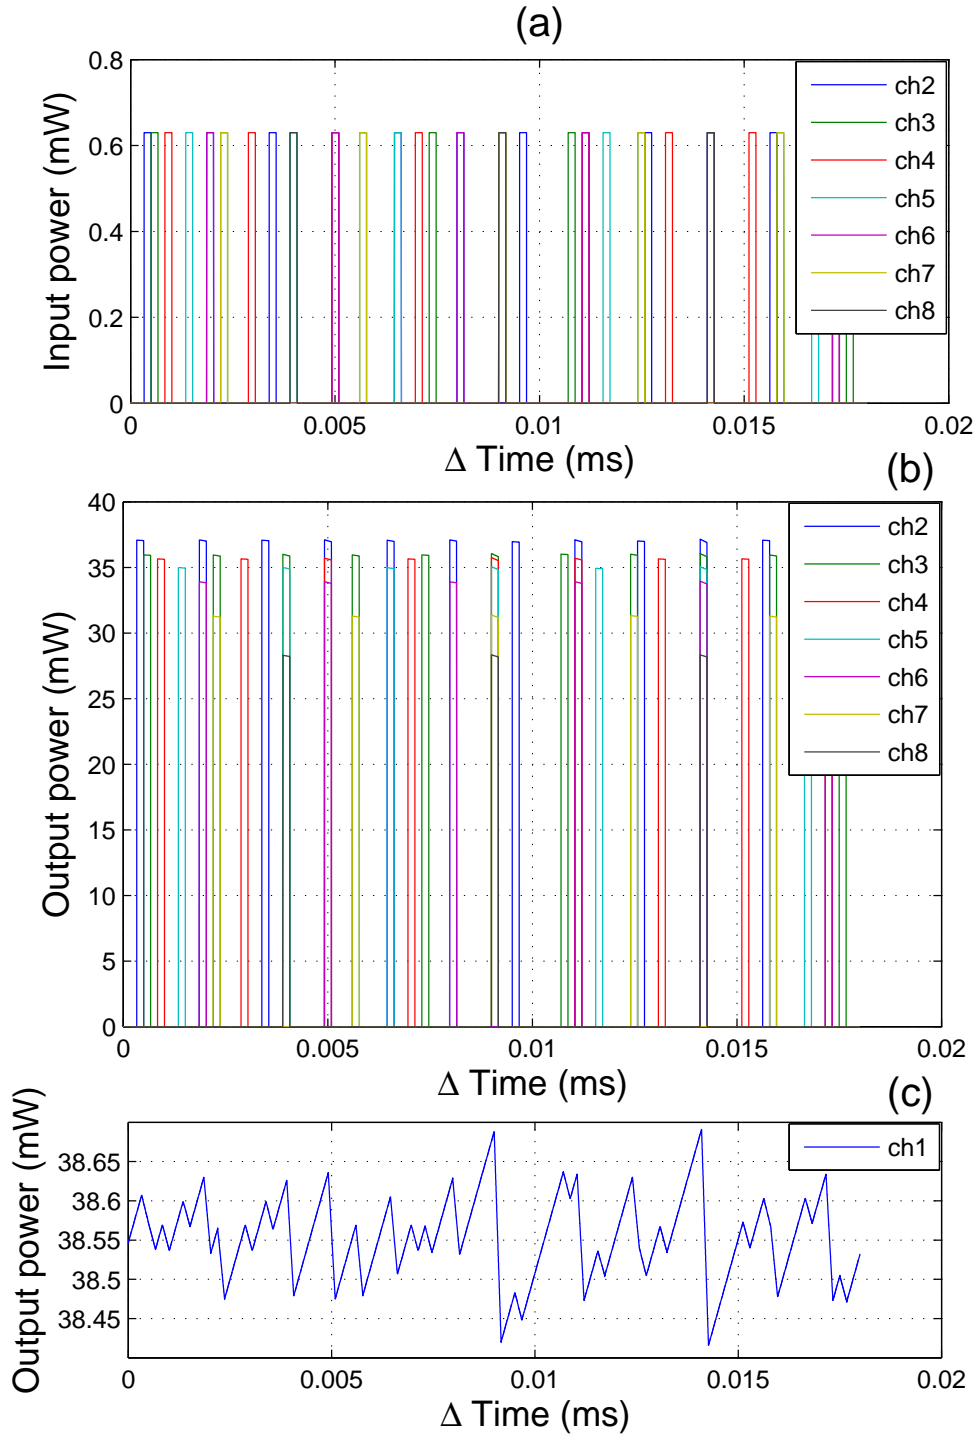 (a)
Input power (mW)
0.8
0.6
0.4
0.2
0
0 0.005 0.01 0.015 0.02
Δ Time (ms)
ch2
ch3
ch4
ch5
ch6
ch7
ch8
(b)
Output power (mW)
40
35
30
25
20
15
10
5
0
0 0.005 0.01 0.015 0.02
Δ Time (ms)
ch2
ch3
ch4
ch5
ch6
ch7
ch8
(c)
Output power (mW)
38.65
38.6
38.55
38.5
38.45
0 0.005 0.01 0.015 0.02
Δ Time (ms)
ch1